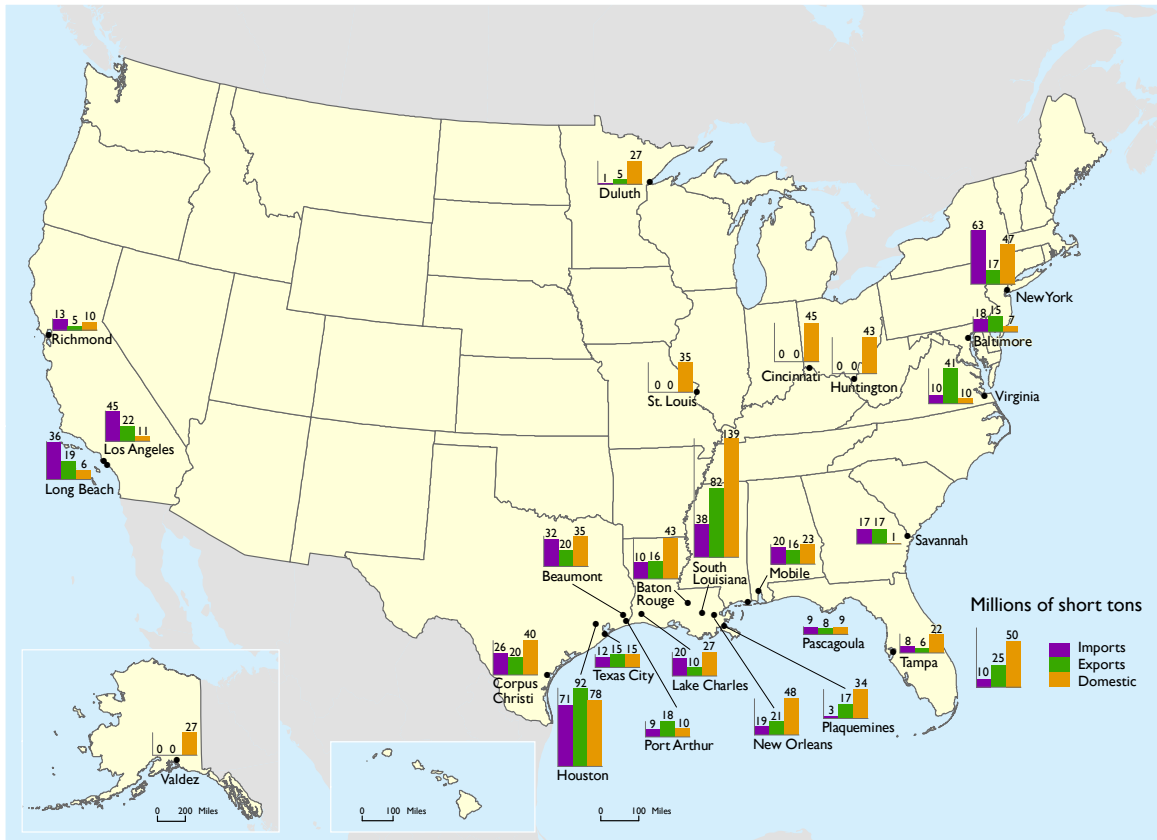 27
1 5
Duluth
63
47
17
New York
18 15
7
Baltimore
13
5
10
Richmond
45
0 0
Cincinnati
43
0 0
Huntington
35
0 0
St. Louis
41
10
10
Virginia
45
22
11
Los Angeles
36
19
6
Long Beach
139
82
38
South
Louisiana
32
20
35
Beaumont
43
10 16
Baton
Rouge
20 16 23
Mobile
17 17
1
Savannah
9 8 9
Pascagoula
22
8
6
Tampa
Millions of short tons
50
25
10
Imports
Exports
Domestic
40
26
20
Corpus
Christi
12 15 15
Texas City
20
10
27
Lake Charles
92
71
78
Houston
9
18
10
Port Arthur
48
19 21
New Orleans
34
17
3
Plaquemines
27
0 0
Valdez
0 200 Miles
0 100 Miles
0 100 Miles